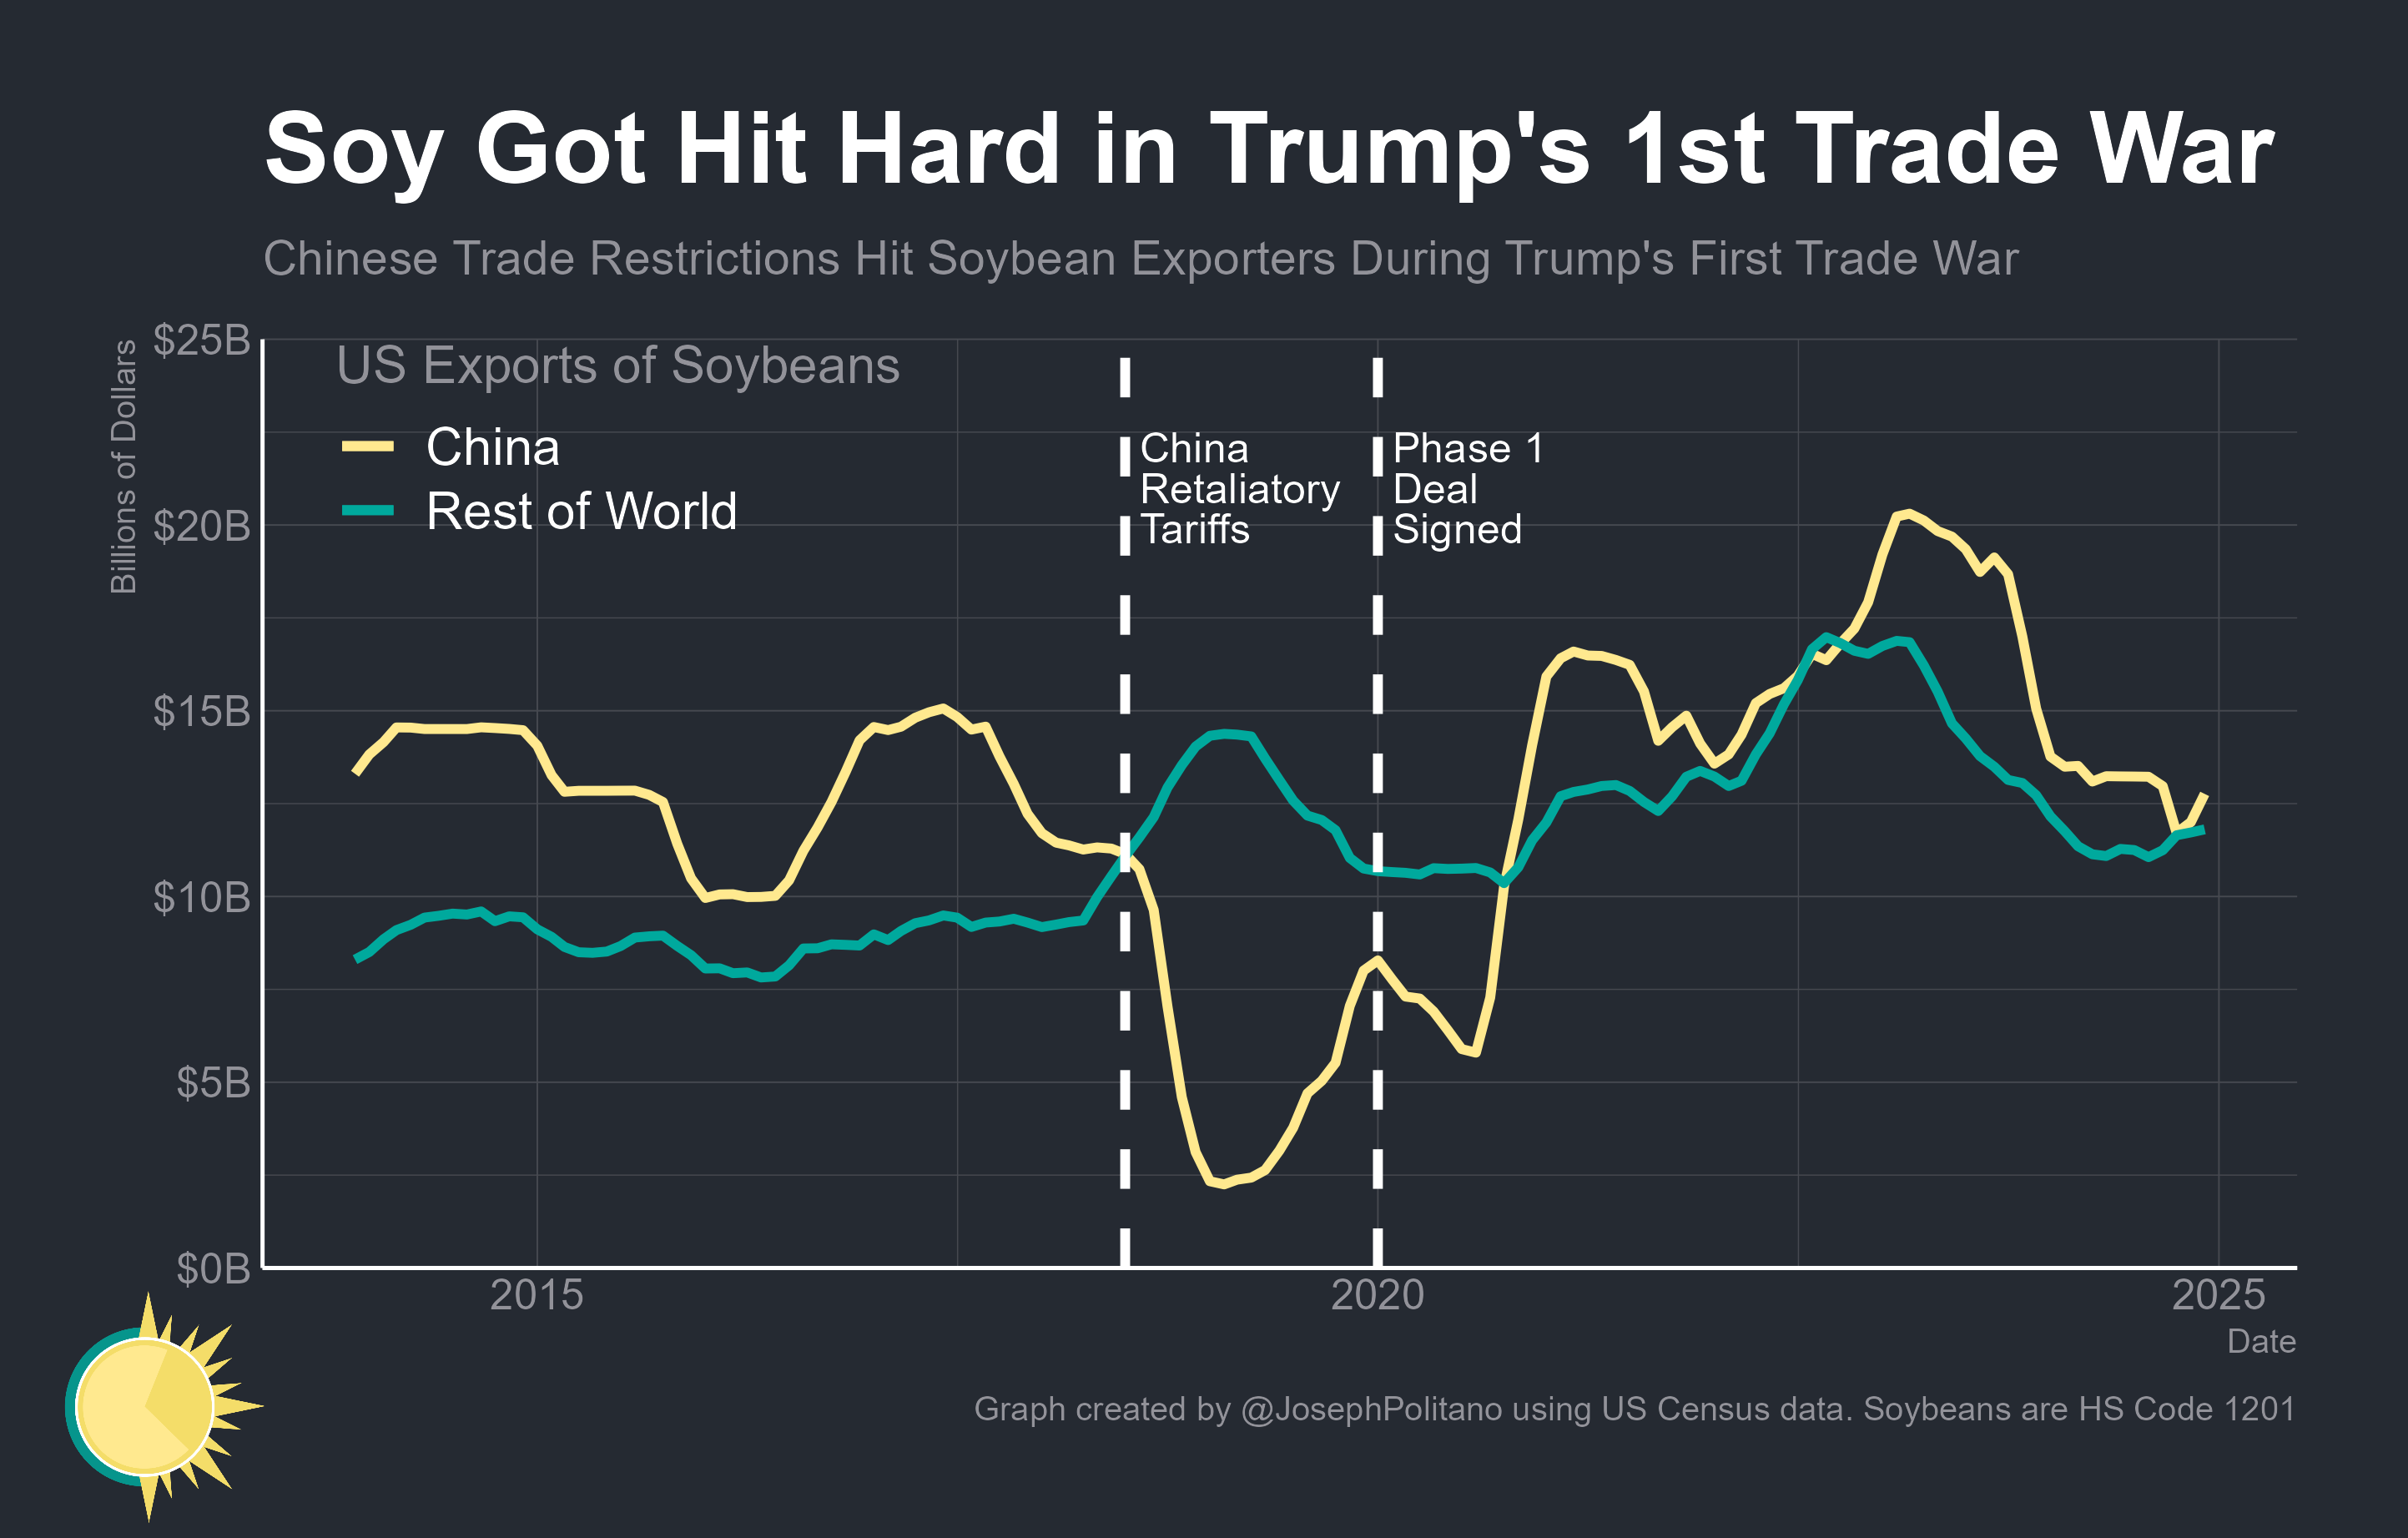 Soy Got Hit Hard in Trump's 1st Trade War
Chinese Trade Restrictions Hit Soybean Exporters During Trump's First Trade War
Billions of Dollars
$25B
$20B
$15B
$10B
$5B
$0B
US Exports of Soybeans
China
Rest of World
China
Retaliatory
Tariffs
Phase 1
Deal
Signed
2015
2020
2025
Date
Graph created by @JosephPolitano using US Census data. Soybeans are HS Code 1201